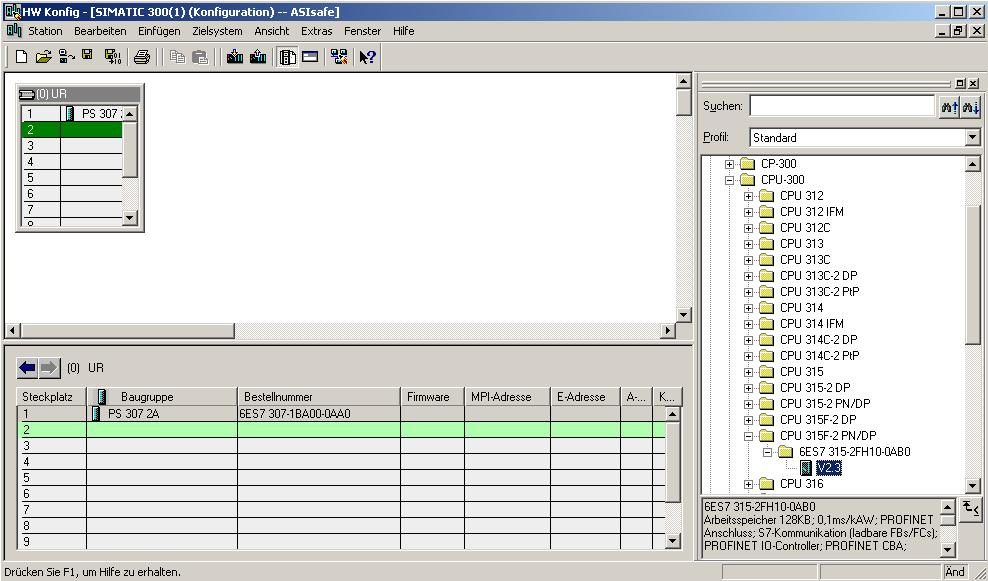 HW Konfig - [SIMATIC 300(1) (Konfiguration) -- ASIsafe]
Station Bearbeiten Einfügen Zielsystem Ansicht Extras Fenster Hilfe
(0) UR
1 PS 307
2
3
4
5
6
7
Suchen:
Profil: Standard
CP-300
CPU-300
CPU 312
CPU 312 IFM
CPU 312C
CPU 313
CPU 313C
CPU 313C-2 DP
CPU 313C-2 PtP
CPU 314
CPU 314 IFM
CPU 314C-2 DP
CPU 314C-2 PtP
CPU 315
CPU 315-2 DP
CPU 315-2 PN/DP
CPU 315F-2 DP
CPU 315F-2 PN/DP
6ES7 315-2FH10-0AB0
V2.3
CPU 316
(0) UR
Steckplatz Baugruppe Bestellnummer Firmware MPI-Adresse E-Adresse A-... K...
1 PS 307 2A 6ES7 307-1BA00-0AA0
2
3
4
5
6
7
8
9
6ES7 315-2FH10-0AB0
Arbeitsspeicher 128KB; 0,1ms/kAW; PROFINET
Anschluss; S7-Kommunikation (ladbare FBs/FCs);
PROFINET IO-Controller; PROFINET CBA;
Drücken Sie F1, um Hilfe zu erhalten.
Änd